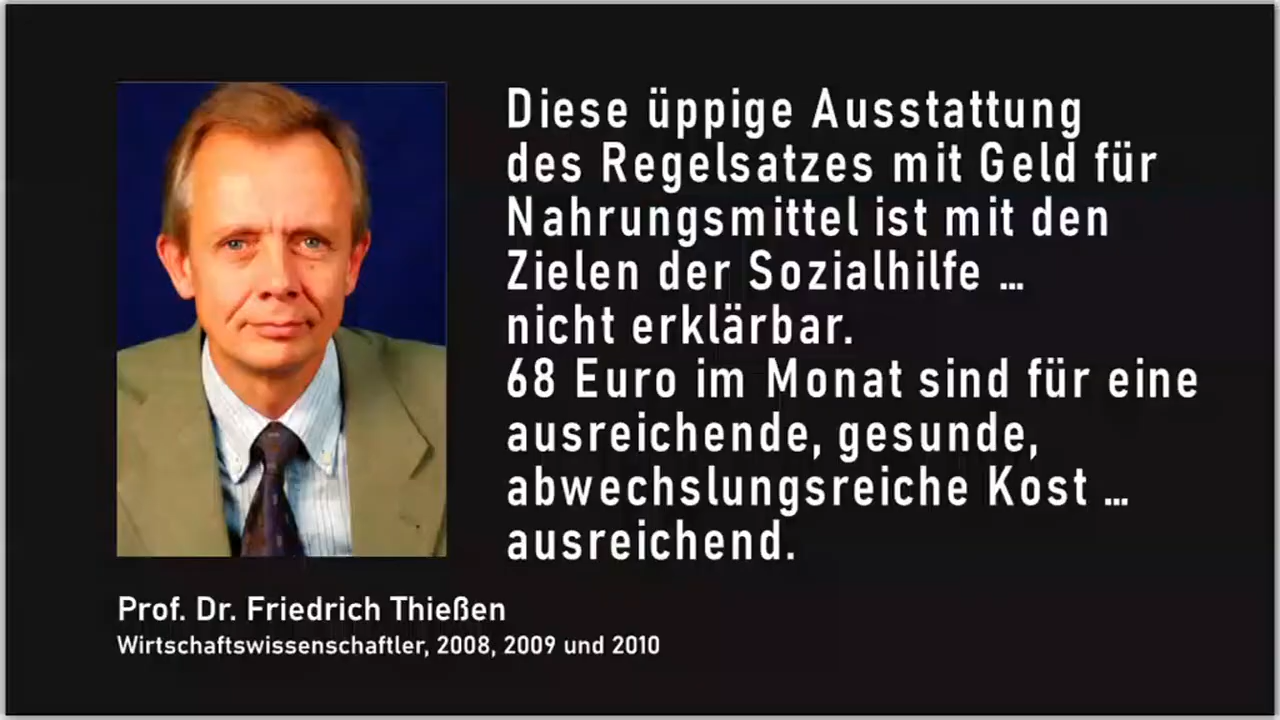 Diese üppige Ausstattung
des Regelsatzes mit Geld für
Nahrungsmittel ist mit den
Zielen der Sozialhilfe ...
nicht erklärbar.
68 Euro im Monat sind für eine
ausreichende, gesunde,
abwechslungsreiche Kost ...
ausreichend.
Prof. Dr. Friedrich Thießen
Wirtschaftswissenschaftler, 2008, 2009 und 2010